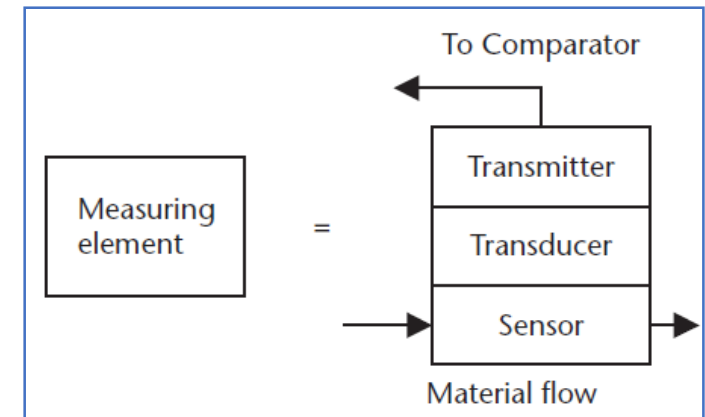 To Comparator
Transmitter
Measuring
element
=
Transducer
Sensor
Material flow